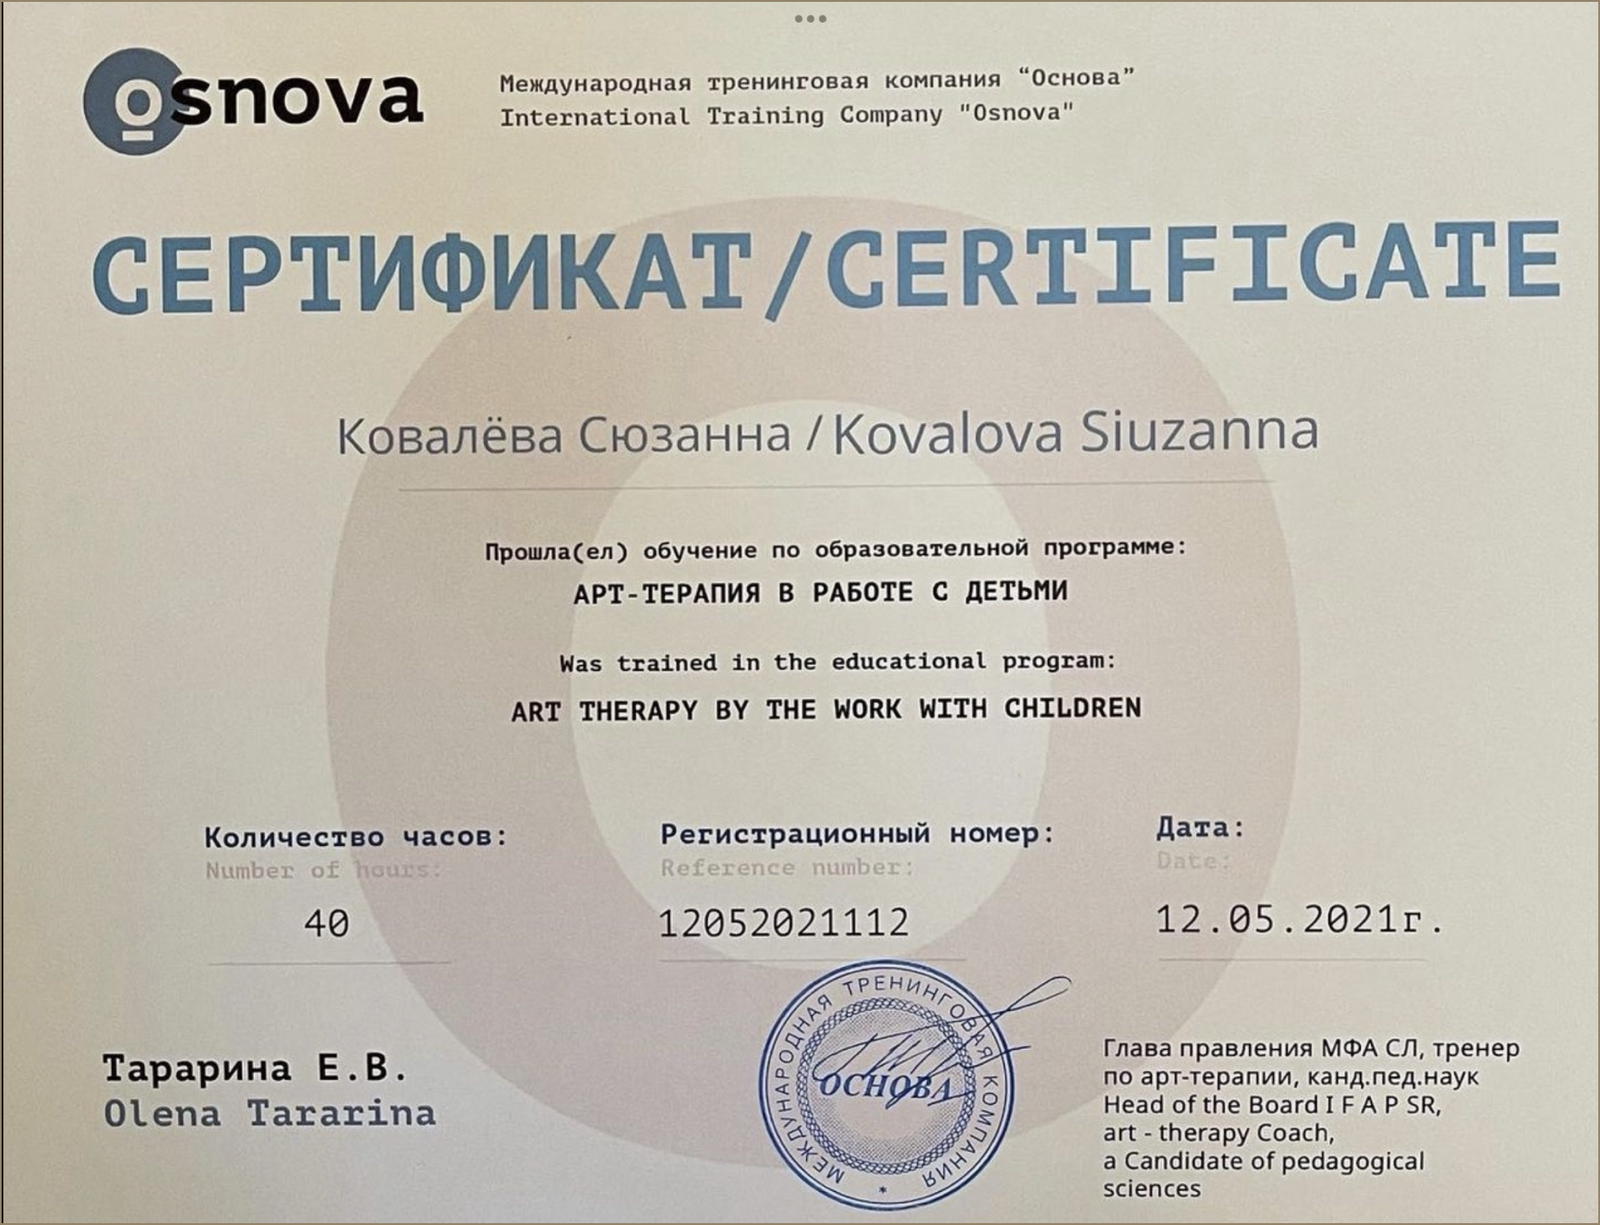 Osnova
Международная тренинговая компания “Основа”
International Training Company "Osnova"
СЕРТИФИКАТ/CERTIFICATE
Ковалёва Сюзанна / Kovalova Siuzanna
Прошла(ел) обучение по образовательной программе:
АРТ-ТЕРАПИЯ В РАБОТЕ С ДЕТЬМИ
Was trained in the educational program:
ART THERAPY BY THE WORK WITH CHILDREN
Количество часов:
Number of hours:
40
Регистрационный номер:
Reference number:
12052021112
Дата:
Date:
12.05.2021г.
Тарарина Е.В.
Olena Tararina
МЕЖДУНАРОДНАЯ ТРЕНИНГОВАЯ КОМПАНИЯ *
ОСНОВА
Глава правления МФА СЛ, тренер
по арт-терапии, канд.пед.наук
Head of the Board I F A P SR,
art - therapy Coach,
a Candidate of pedagogical
sciences